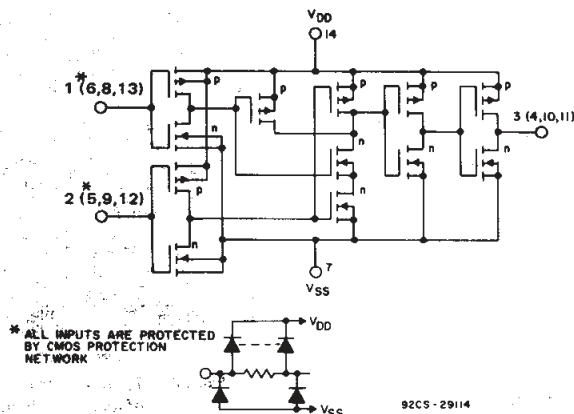 VDD
14
* 1 (6,8,13)
p
p
p
p
p
n
n
n
n
3 (4,10,11)
* 2 (5,9,12)
p
n
n
7
VSS
* ALL INPUTS ARE PROTECTED
BY CMOS PROTECTION
NETWORK
VDD
VSS
92CS-29114